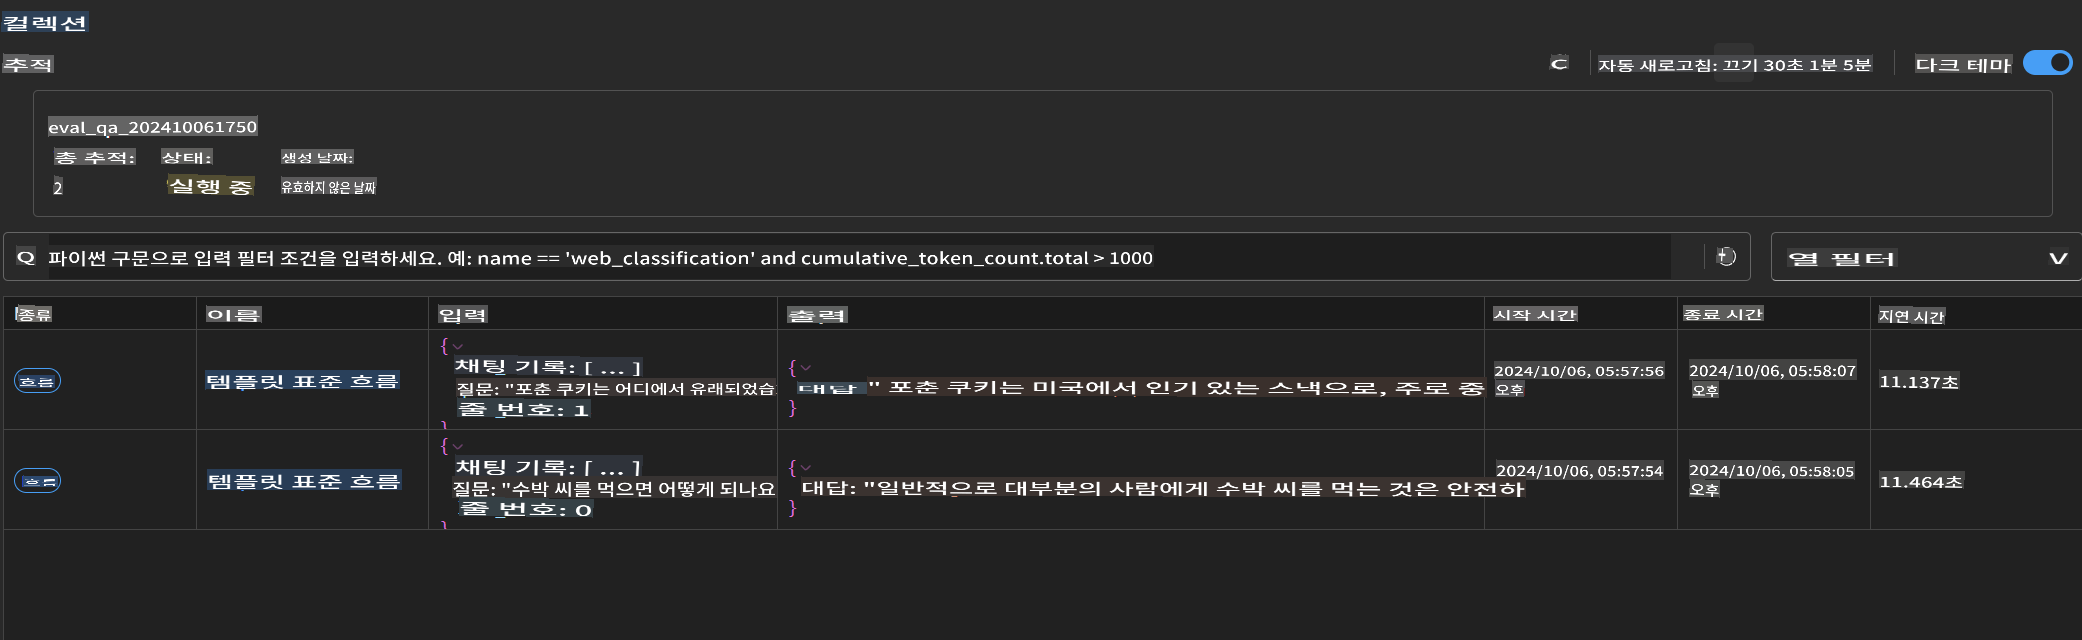 컬렉션
추적
C 자동 새로고침: 끄기 30초 1분 5분 다크 테마
eval_qa_202410061750
총 추적: 상태: 생성 날짜:
2 실행 중 유효하지 않은 날짜
Q 파이썬 구문으로 입력 필터 조건을 입력하세요. 예: name == 'web_classification' and cumulative_token_count.total > 1000
열 필터 V
종류 이름 입력 출력 시작 시간 종료 시간 지연 시간
흐름 템플릿 표준 흐름
{
채팅 기록: [ ... ]
질문: "포춘 쿠키는 어디에서 유래되었습
줄 번호: 1
}
{
대답 " 포춘 쿠키는 미국에서 인기 있는 스낵으로, 주로 중
}
2024/10/06, 05:57:56
오후
2024/10/06, 05:58:07
오후
11.137초
흐름 템플릿 표준 흐름
{
채팅 기록: [ ... ]
질문: "수박 씨를 먹으면 어떻게 되나요
줄 번호: 0
}
{
대답: "일반적으로 대부분의 사람에게 수박 씨를 먹는 것은 안전하
}
2024/10/06, 05:57:54
2024/10/06, 05:58:05
오후
11.464초